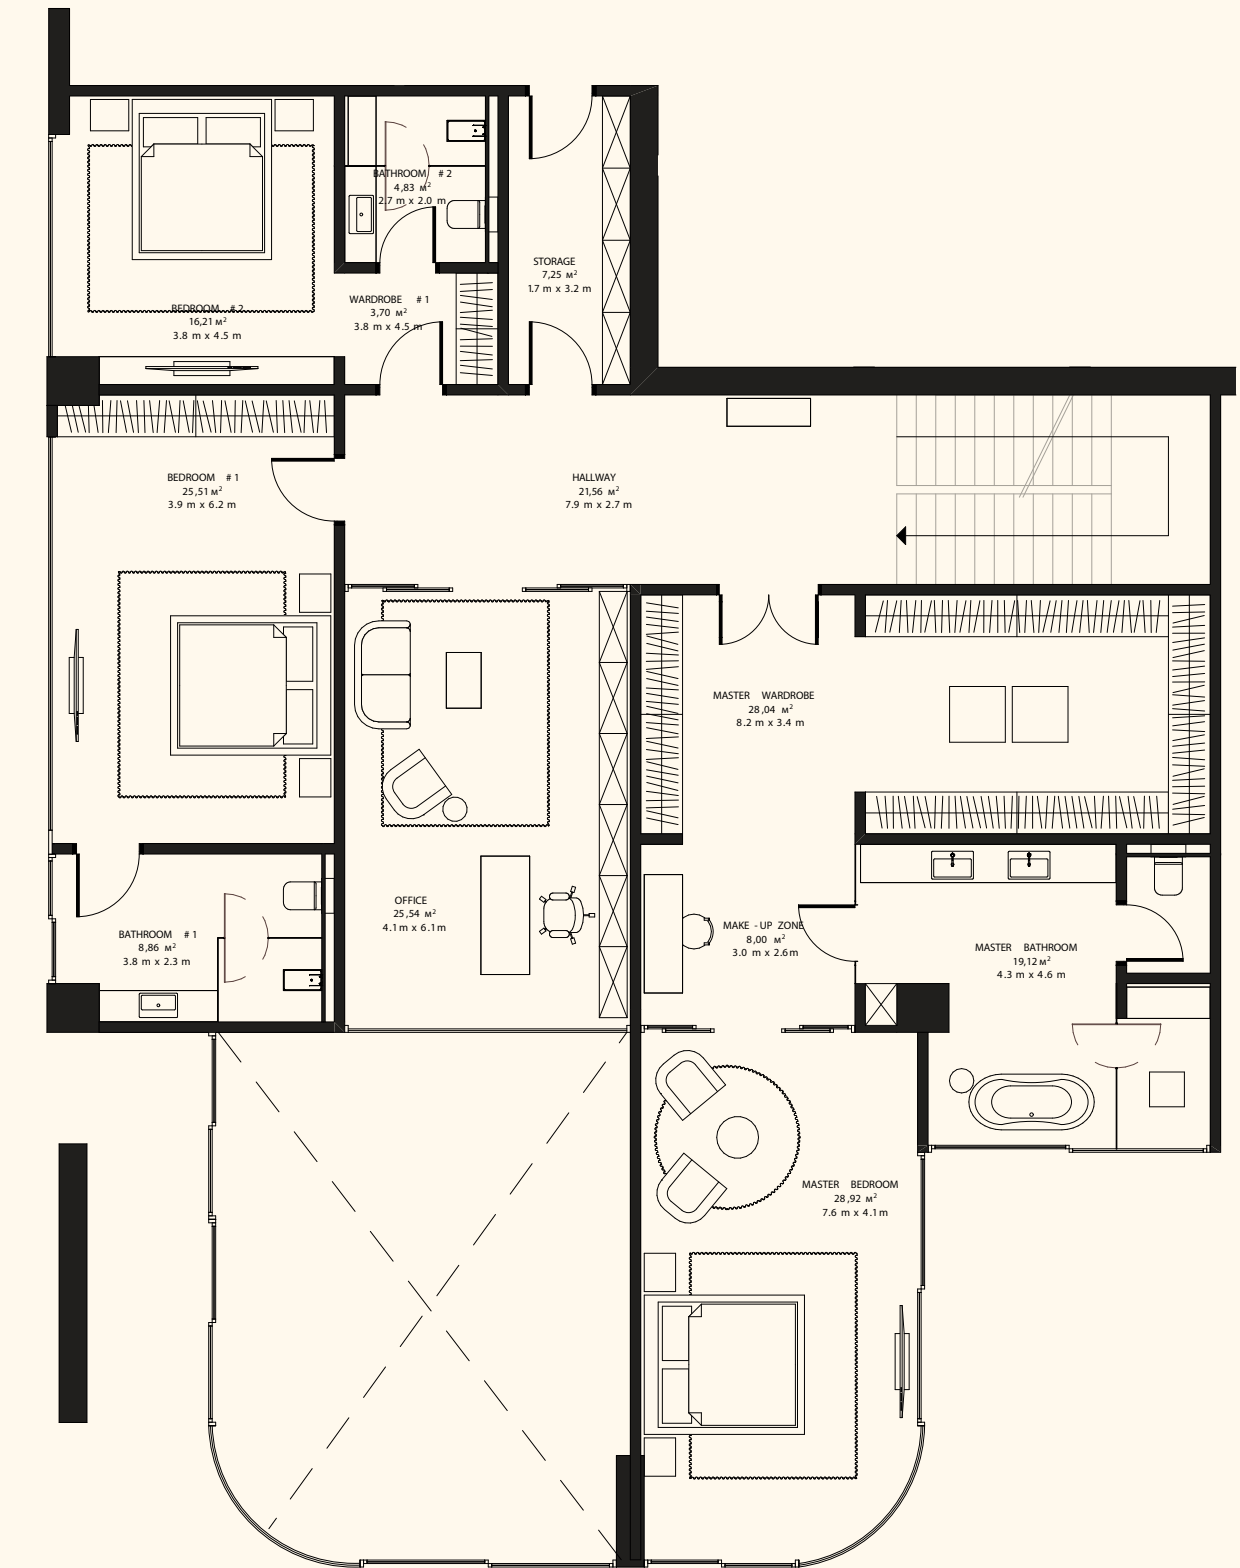 BATHROOM # 2
4,83 м²
2.7 m x 2.0 m
STORAGE
7,25 м²
1.7 m x 3.2 m
BEDROOM # 2
16,21 м²
3.8 m x 4.5 m
WARDROBE # 1
3,70 м²
3.8 m x 4.5 m
BEDROOM # 1
25,51 м²
3.9 m x 6.2 m
HALLWAY
21,56 м²
7.9 m x 2.7 m
MASTER WARDROBE
28,04 м²
8.2 m x 3.4 m
OFFICE
25,54 м²
4.1 m x 6.1 m
BATHROOM # 1
8,86 м²
3.8 m x 2.3 m
MAKE - UP ZONE
8,00 м²
3.0 m x 2.6 m
MASTER BATHROOM
19,12 м²
4.3 m x 4.6 m
MASTER BEDROOM
28,92 м²
7.6 m x 4.1 m